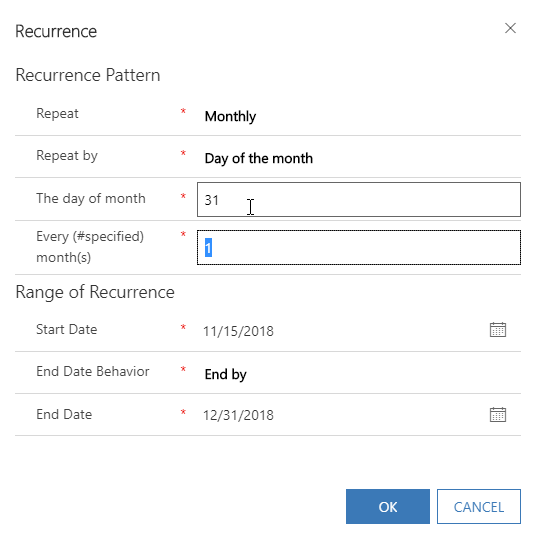 Recurrence
Recurrence Pattern
Repeat * Monthly
Repeat by * Day of the month
The day of month * 31
Every (#specified) * 1
month(s)
Range of Recurrence
Start Date * 11/15/2018
End Date Behavior * End by
End Date * 12/31/2018
OK CANCEL